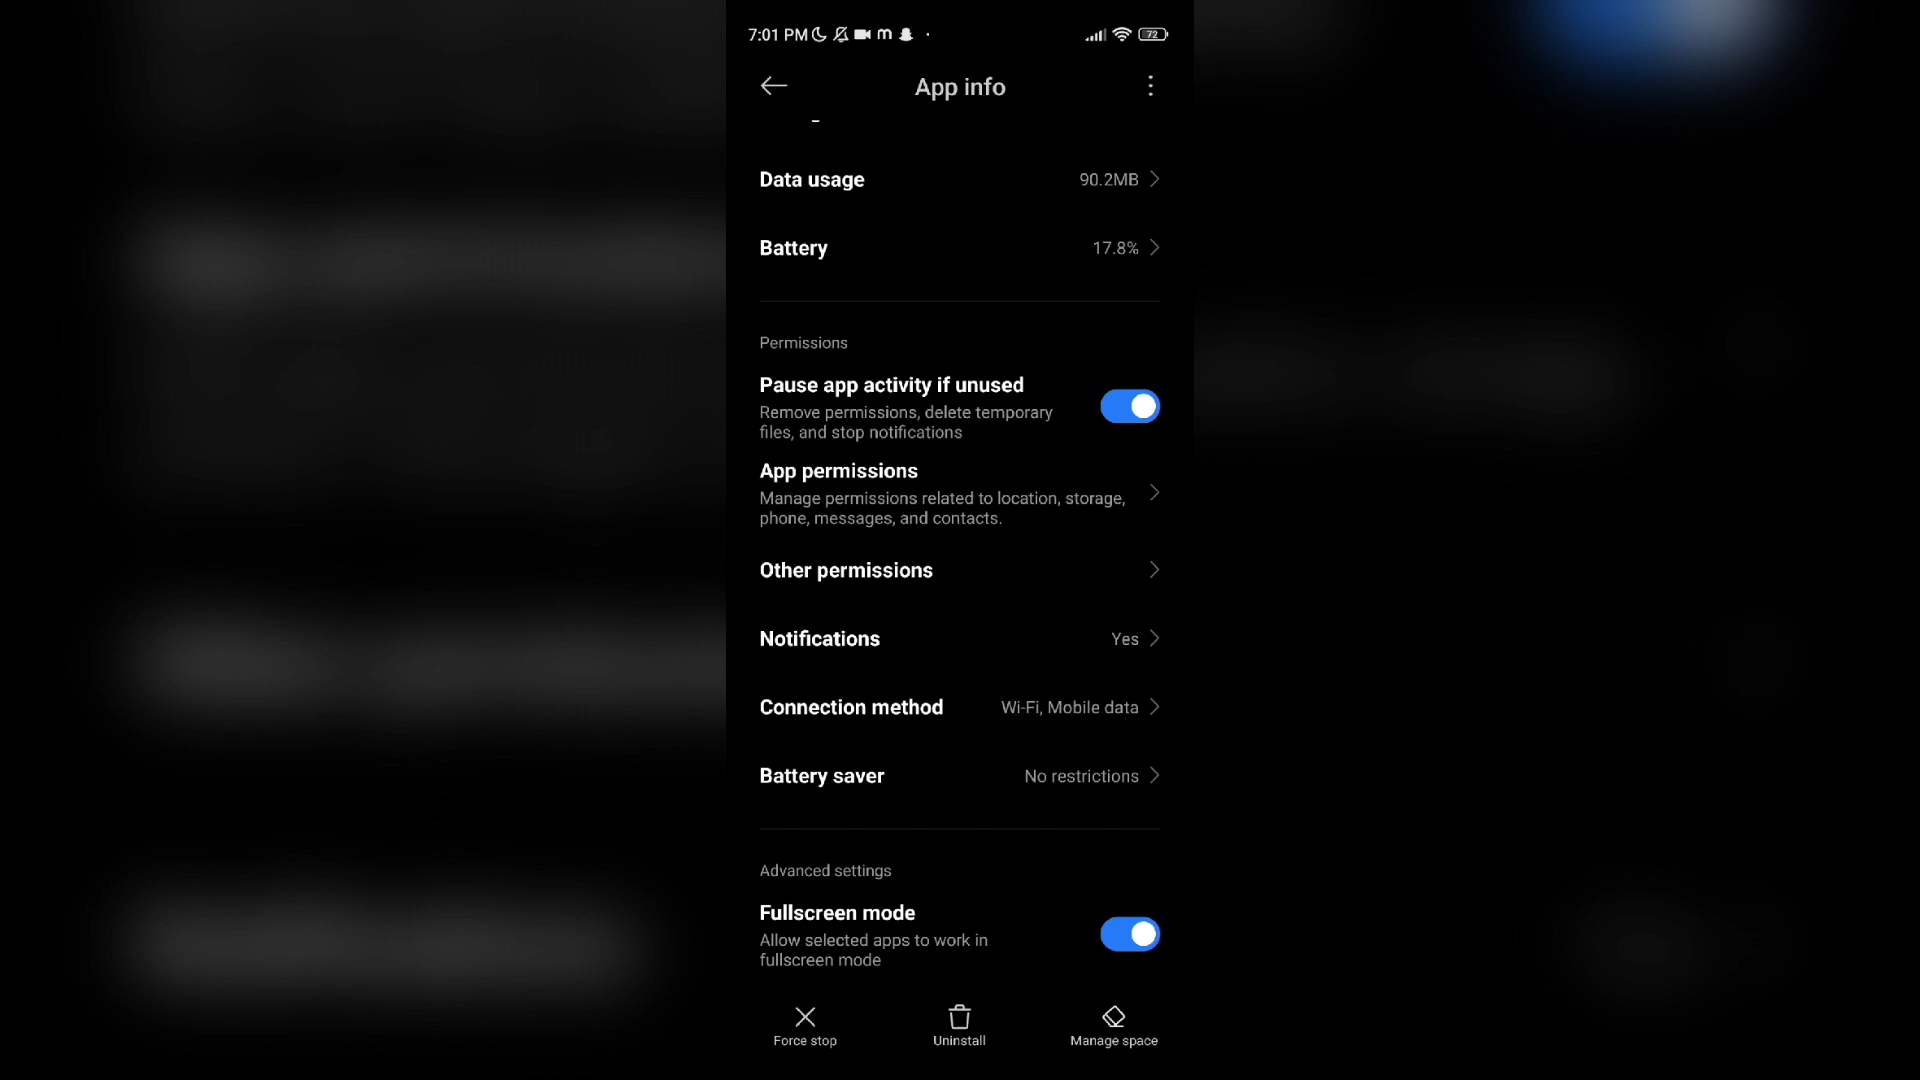 7:01 PM
72
App info
Data usage
90.2MB
Battery
17.8%
Permissions
Pause app activity if unused
Remove permissions, delete temporary
files, and stop notifications
App permissions
Manage permissions related to location, storage,
phone, messages, and contacts.
Other permissions
Notifications
Yes
Connection method
Wi-Fi, Mobile data
Battery saver
No restrictions
Advanced settings
Fullscreen mode
Allow selected apps to work in
fullscreen mode
Force stop
Uninstall
Manage space